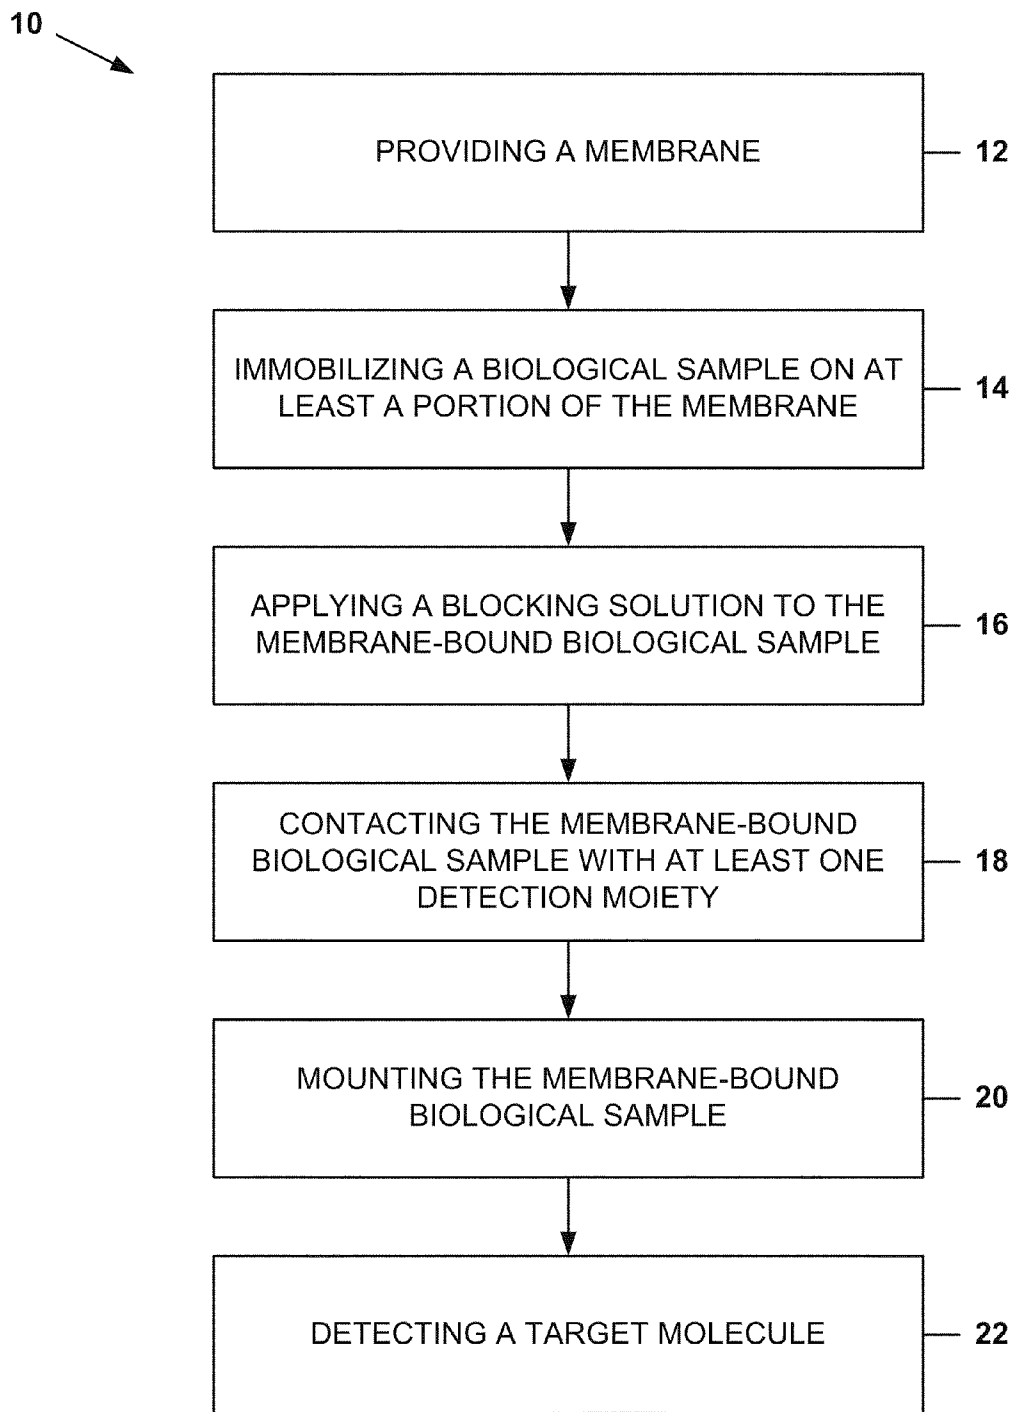 10
PROVIDING A MEMBRANE
12
IMMOBILIZING A BIOLOGICAL SAMPLE ON AT
LEAST A PORTION OF THE MEMBRANE
14
APPLYING A BLOCKING SOLUTION TO THE
MEMBRANE-BOUND BIOLOGICAL SAMPLE
16
CONTACTING THE MEMBRANE-BOUND
BIOLOGICAL SAMPLE WITH AT LEAST ONE
DETECTION MOIETY
18
MOUNTING THE MEMBRANE-BOUND
BIOLOGICAL SAMPLE
20
DETECTING A TARGET MOLECULE
22